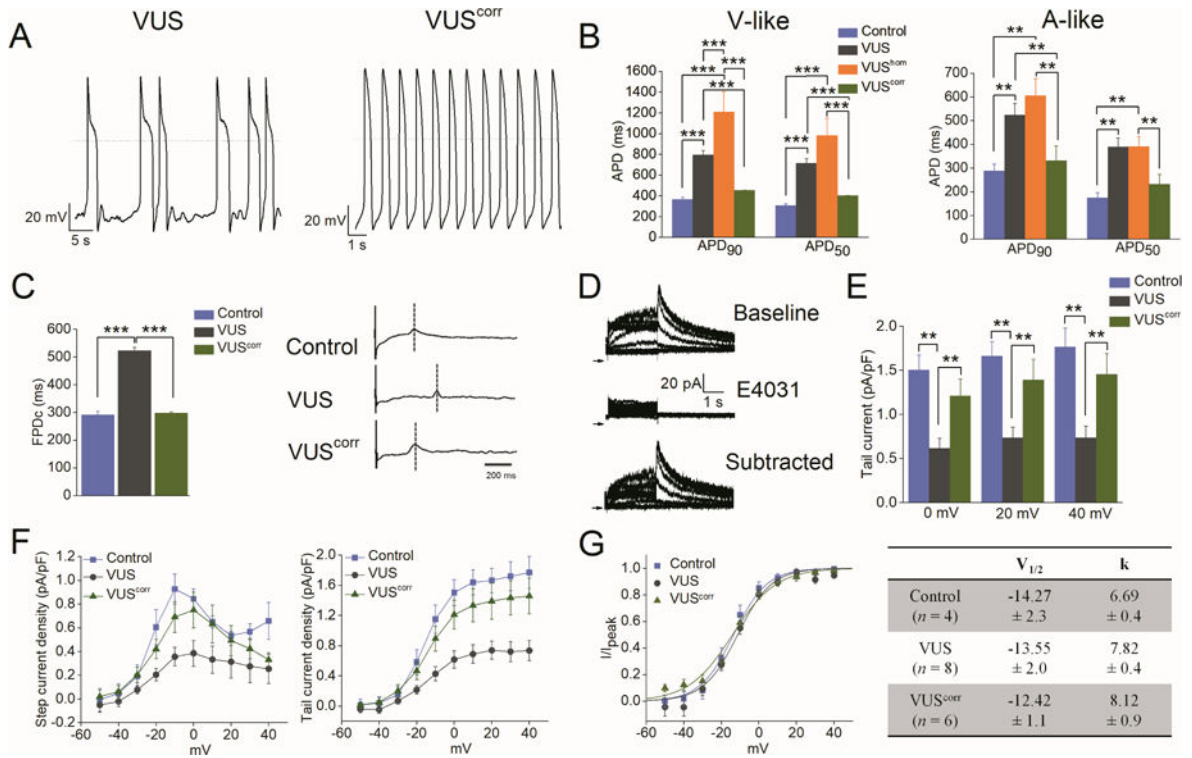 A
VUS
VUS^corr
20 mV
5 s
20 mV
1 s
B
V-like
A-like
Control
VUS
VUS^hom
VUS^corr
APD (ms)
1600
1400
1200
1000
800
600
400
200
0
***
***
***
***
***
***
***
***
***
APD90
APD50
APD (ms)
700
600
500
400
300
200
100
0
**
**
**
**
**
**
**
**
APD90
APD50
C
Control
VUS
VUS^corr
FPDc (ms)
600
500
400
300
200
100
0
***
***
Control
VUS
VUS^corr
200 ms
D
Baseline
20 pA
1 s
E4031
Subtracted
E
Control
VUS
VUS^corr
Tail current (pA/pF)
2.0
1.5
1.0
0.5
0.0
**
**
**
**
**
**
0 mV
20 mV
40 mV
F
Control
VUS
VUS^corr
Step current density (pA/pF)
1.2
1.0
0.8
0.6
0.4
0.2
0.0
-0.2
-60 -40 -20 0 20 40
mV
Control
VUS
VUS^corr
Tail current density (pA/pF)
2.0
1.6
1.2
0.8
0.4
0.0
-60 -40 -20 0 20 40
mV
G
Control
VUS
VUS^corr
I/Ipeak
1.0
0.8
0.6
0.4
0.2
0.0
-60 -40 -20 0 20 40
mV
V1/2 k
Control -14.27 6.69
(n = 4) ± 2.3 ± 0.4
VUS -13.55 7.82
(n = 8) ± 2.0 ± 0.4
VUS^corr -12.42 8.12
(n = 6) ± 1.1 ± 0.9